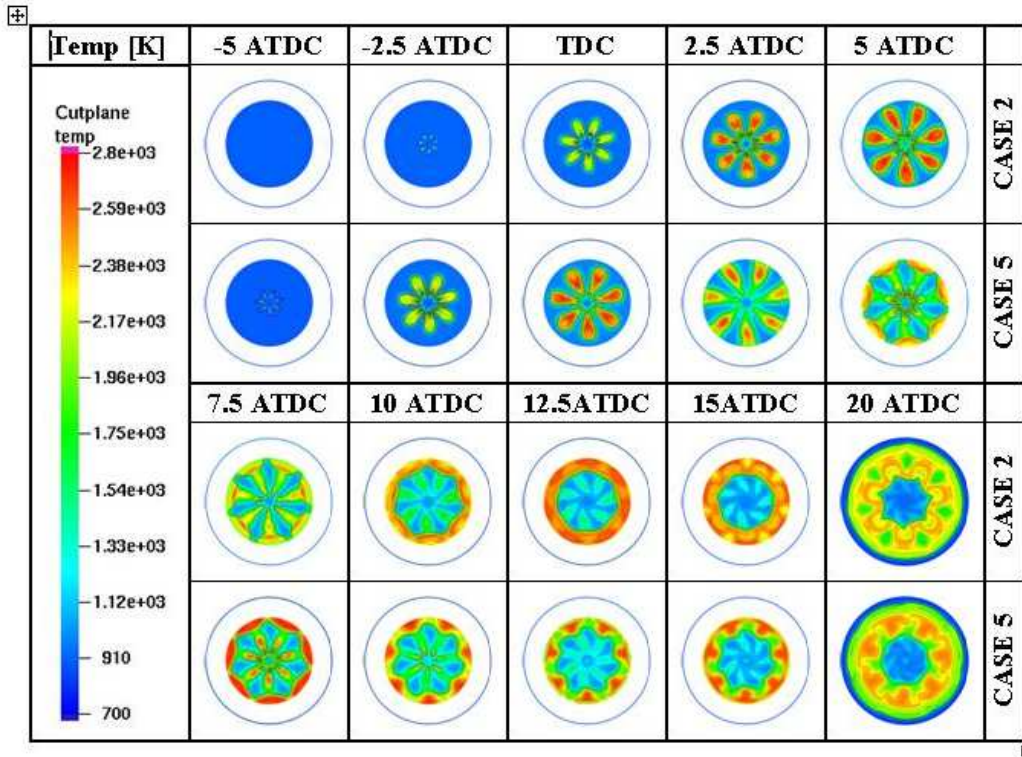 Temp [K] -5 ATDC -2.5 ATDC TDC 2.5 ATDC 5 ATDC
Cutplane
temp
2.8e+03
2.59e+03
2.38e+03
2.17e+03
1.96e+03
1.75e+03
1.54e+03
1.33e+03
1.12e+03
910
700
CASE 2
CASE 5
7.5 ATDC 10 ATDC 12.5ATDC 15ATDC 20 ATDC
CASE 2
CASE 5